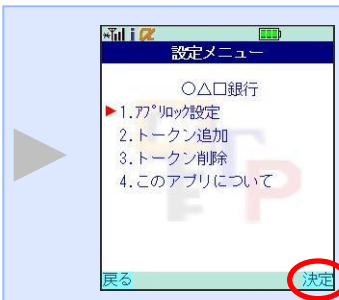 設定メニュー
○△□銀行
1.ｱﾌﾟﾘﾛｯｸ設定
2.トークン追加
3.トークン削除
4.このアプリについて
戻る 決定